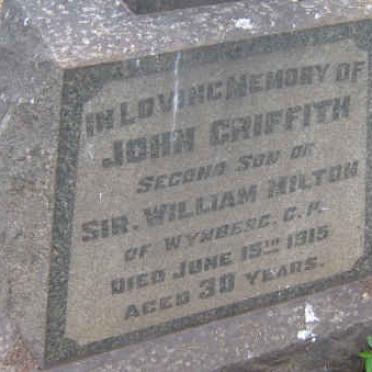 IN LOVING MEMORY OF
JOHN GRIFFITH
SECOND SON OF
SIR. WILLIAM MILTON
OF WYNBERG. C. P.
DIED JUNE 15TH 1915
AGED 30 YEARS.